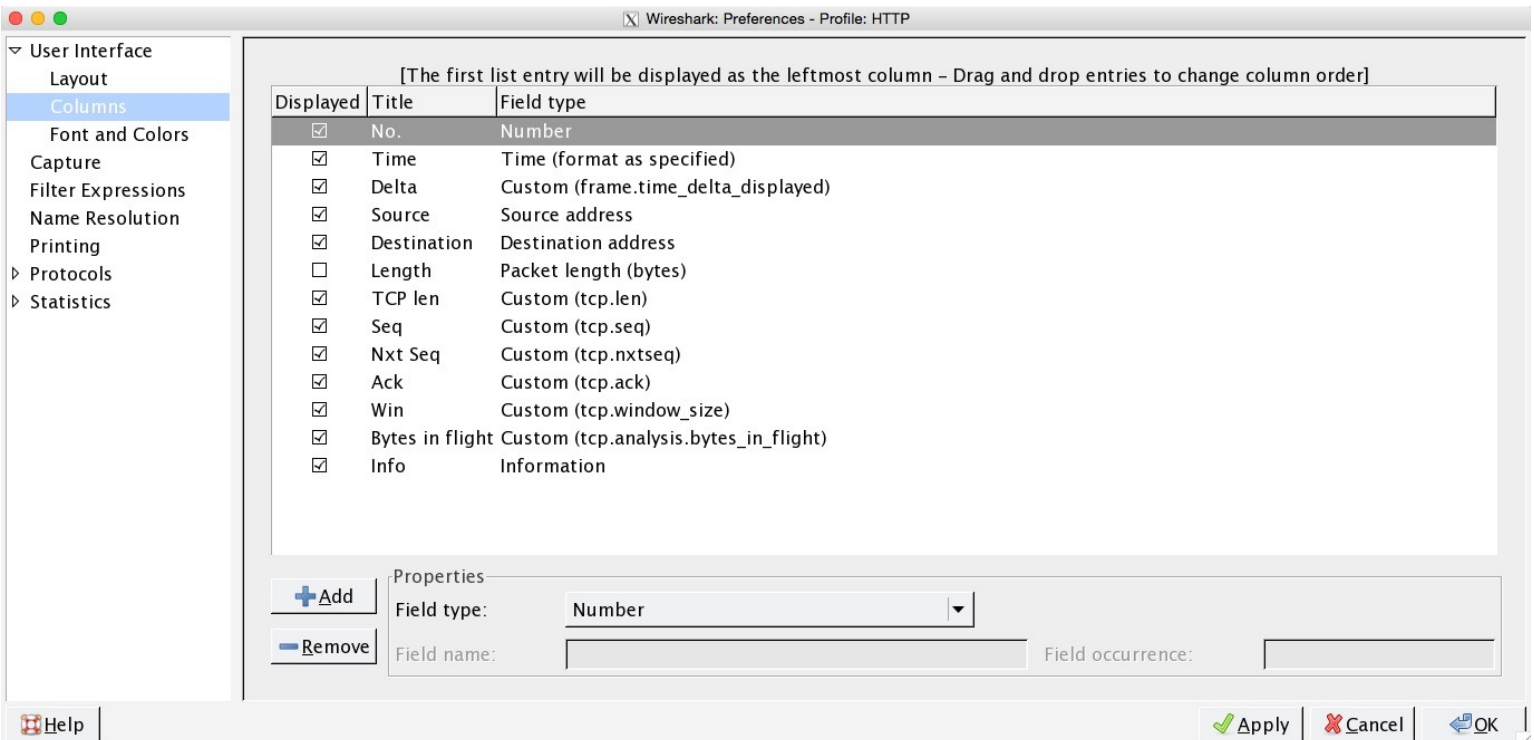 Wireshark: Preferences - Profile: HTTP
User Interface
Layout
Columns
Font and Colors
Capture
Filter Expressions
Name Resolution
Printing
Protocols
Statistics
[The first list entry will be displayed as the leftmost column – Drag and drop entries to change column order]
Displayed Title Field type
No. Number
Time Time (format as specified)
Delta Custom (frame.time_delta_displayed)
Source Source address
Destination Destination address
Length Packet length (bytes)
TCP len Custom (tcp.len)
Seq Custom (tcp.seq)
Nxt Seq Custom (tcp.nxtseq)
Ack Custom (tcp.ack)
Win Custom (tcp.window_size)
Bytes in flight Custom (tcp.analysis.bytes_in_flight)
Info Information
Add
Remove
Properties
Field type: Number
Field name: Field occurrence:
Help Apply Cancel OK